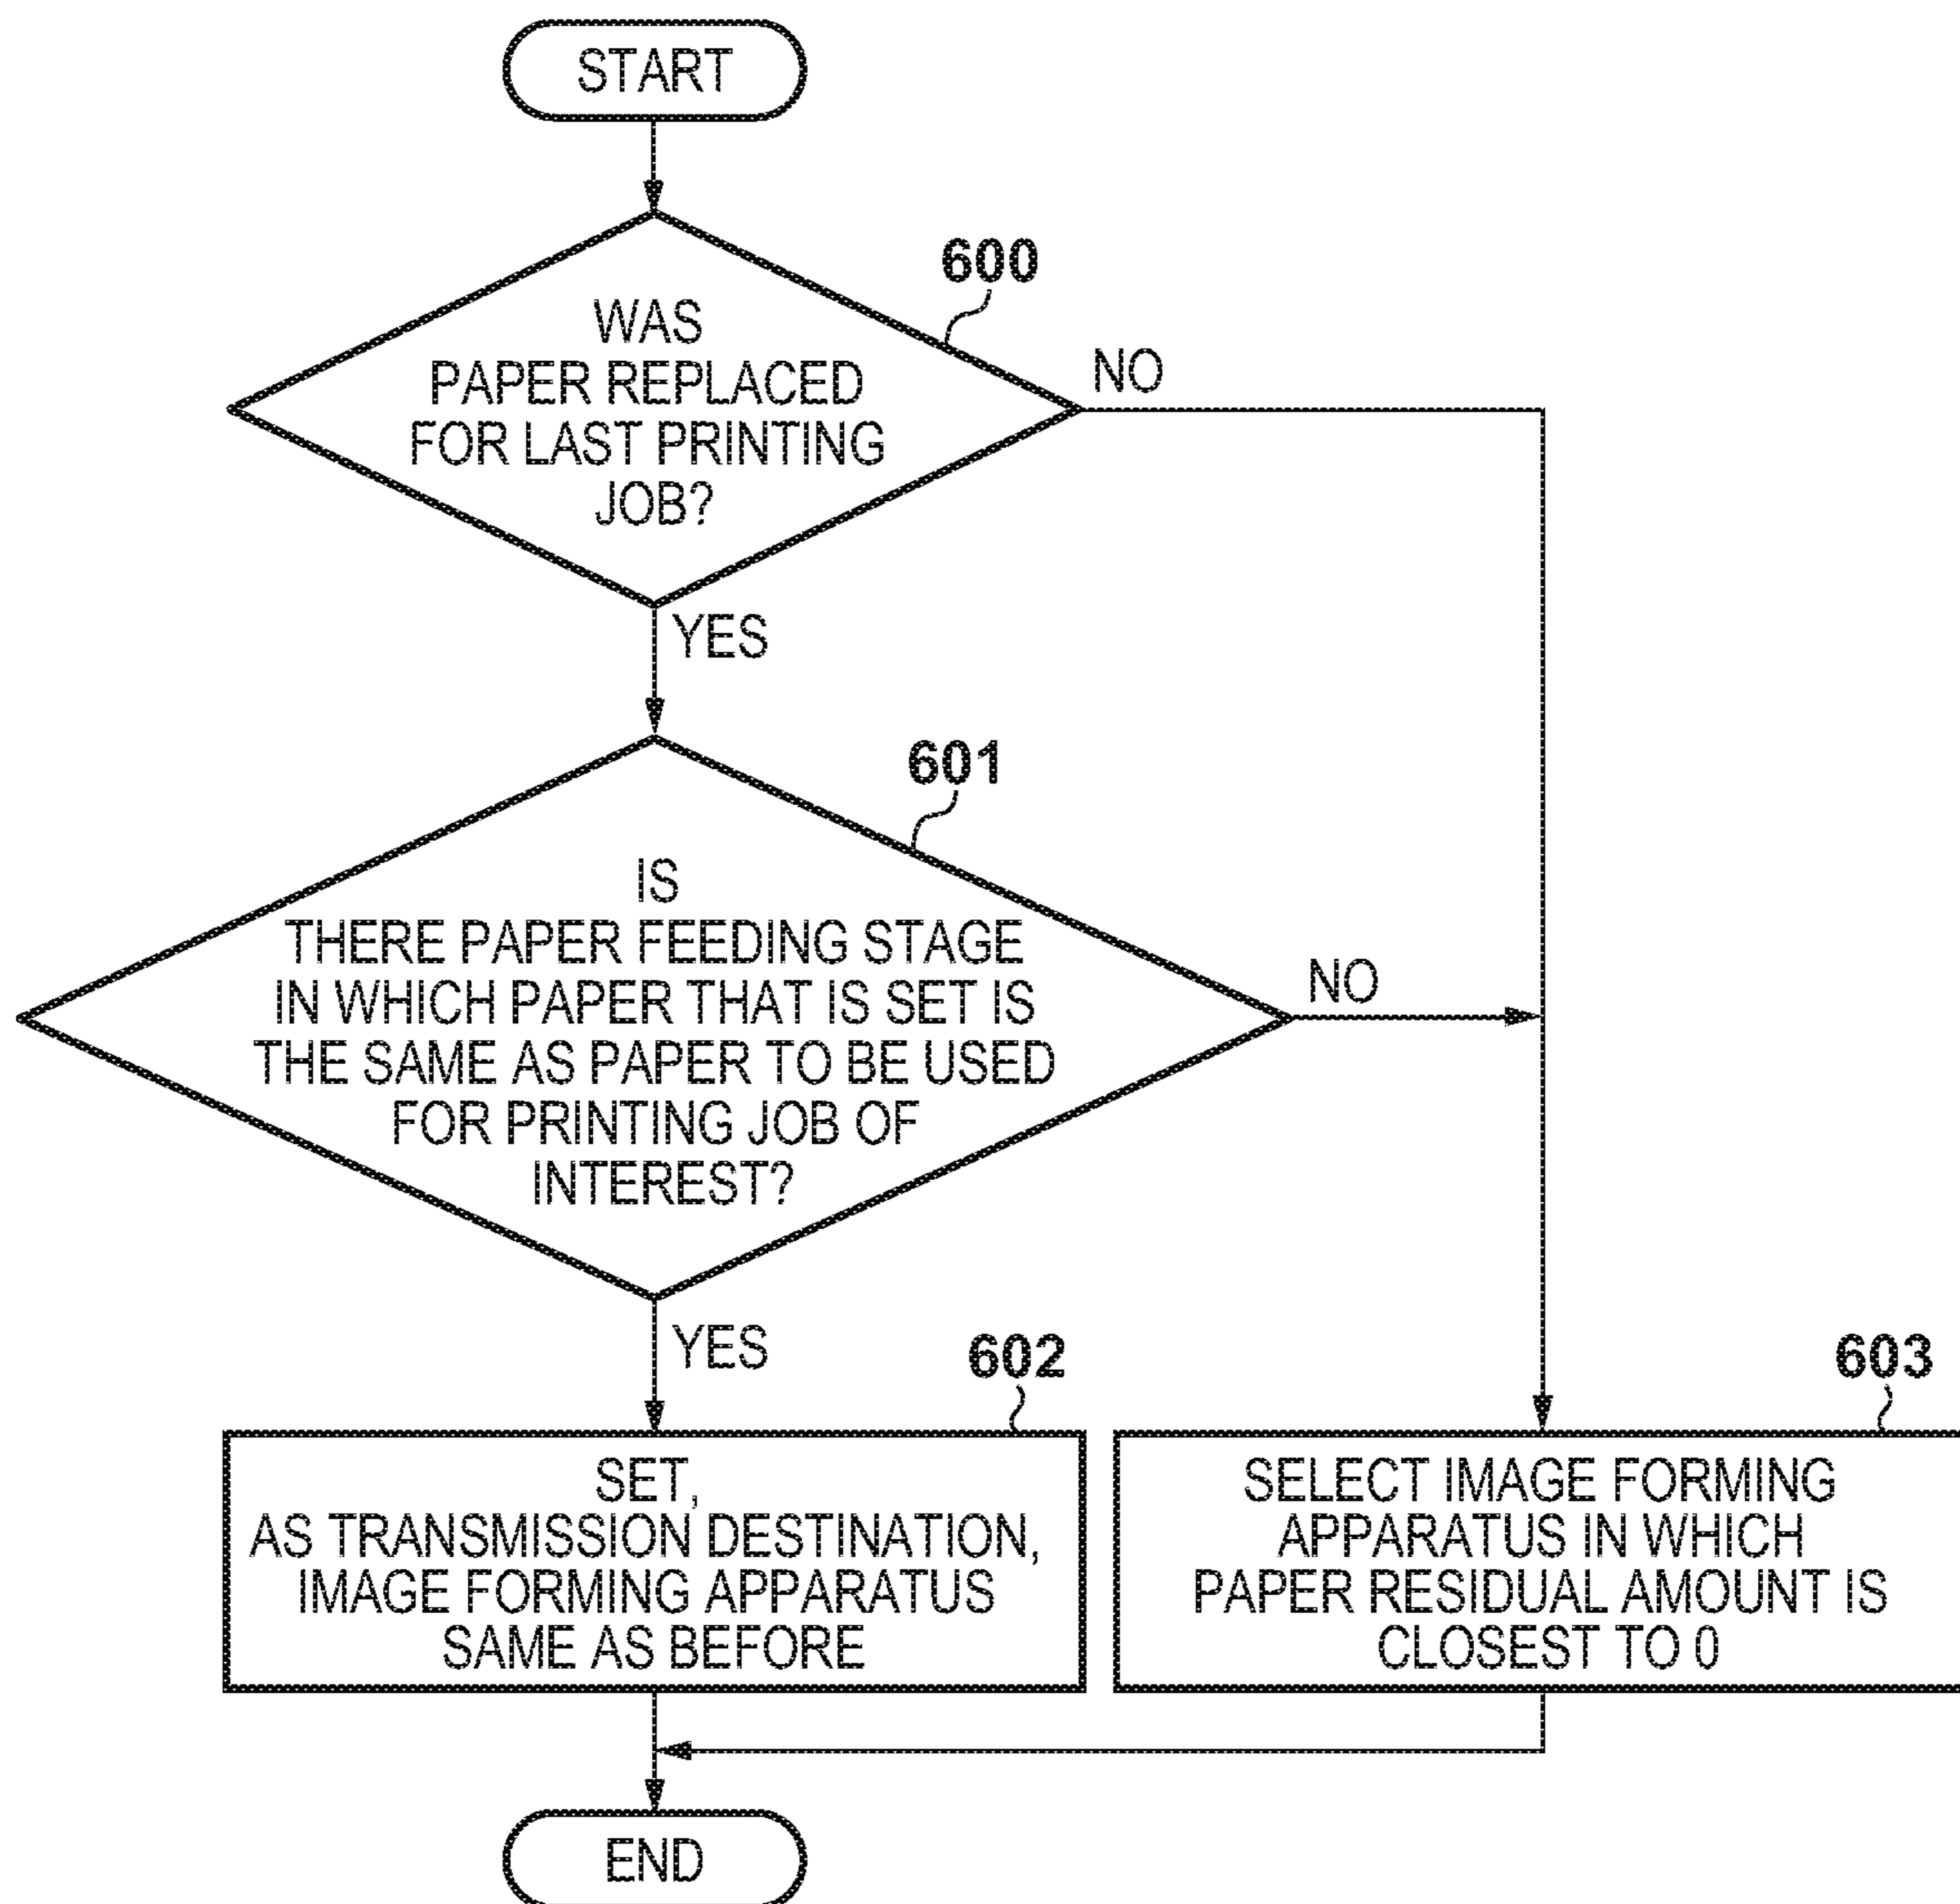 START
600
WAS
PAPER REPLACED
FOR LAST PRINTING
JOB?
NO
YES
601
IS
THERE PAPER FEEDING STAGE
IN WHICH PAPER THAT IS SET IS
THE SAME AS PAPER TO BE USED
FOR PRINTING JOB OF
INTEREST?
NO
YES
602
SET,
AS TRANSMISSION DESTINATION,
IMAGE FORMING APPARATUS
SAME AS BEFORE
603
SELECT IMAGE FORMING
APPARATUS IN WHICH
PAPER RESIDUAL AMOUNT IS
CLOSEST TO 0
END